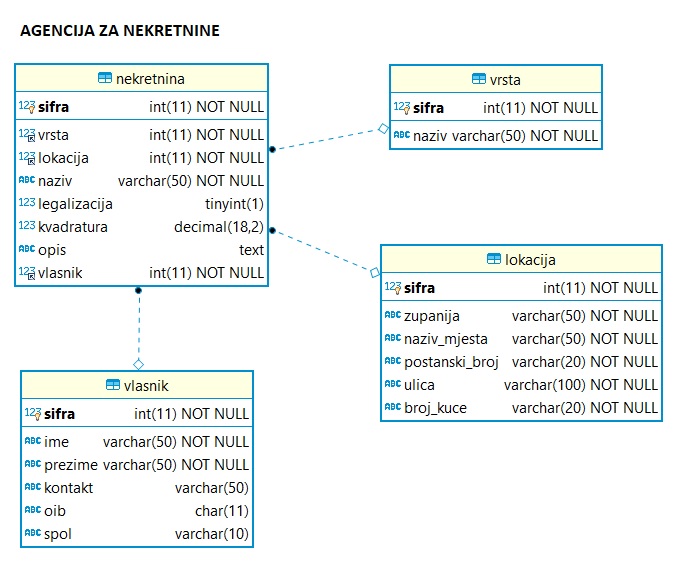 AGENCIJA ZA NEKRETNINE
nekretnina
123 sifra int(11) NOT NULL
123 vrsta int(11) NOT NULL
123 lokacija int(11) NOT NULL
ABC naziv varchar(50) NOT NULL
123 legalizacija tinyint(1)
123 kvadratura decimal(18,2)
ABC opis text
123 vlasnik int(11) NOT NULL
vrsta
123 sifra int(11) NOT NULL
ABC naziv varchar(50) NOT NULL
lokacija
123 sifra int(11) NOT NULL
ABC zupanija varchar(50) NOT NULL
ABC naziv_mjesta varchar(50) NOT NULL
ABC postanski_broj varchar(20) NOT NULL
ABC ulica varchar(100) NOT NULL
ABC broj_kuce varchar(20) NOT NULL
vlasnik
123 sifra int(11) NOT NULL
ABC ime varchar(50) NOT NULL
ABC prezime varchar(50) NOT NULL
ABC kontakt varchar(50)
ABC oib char(11)
ABC spol varchar(10)